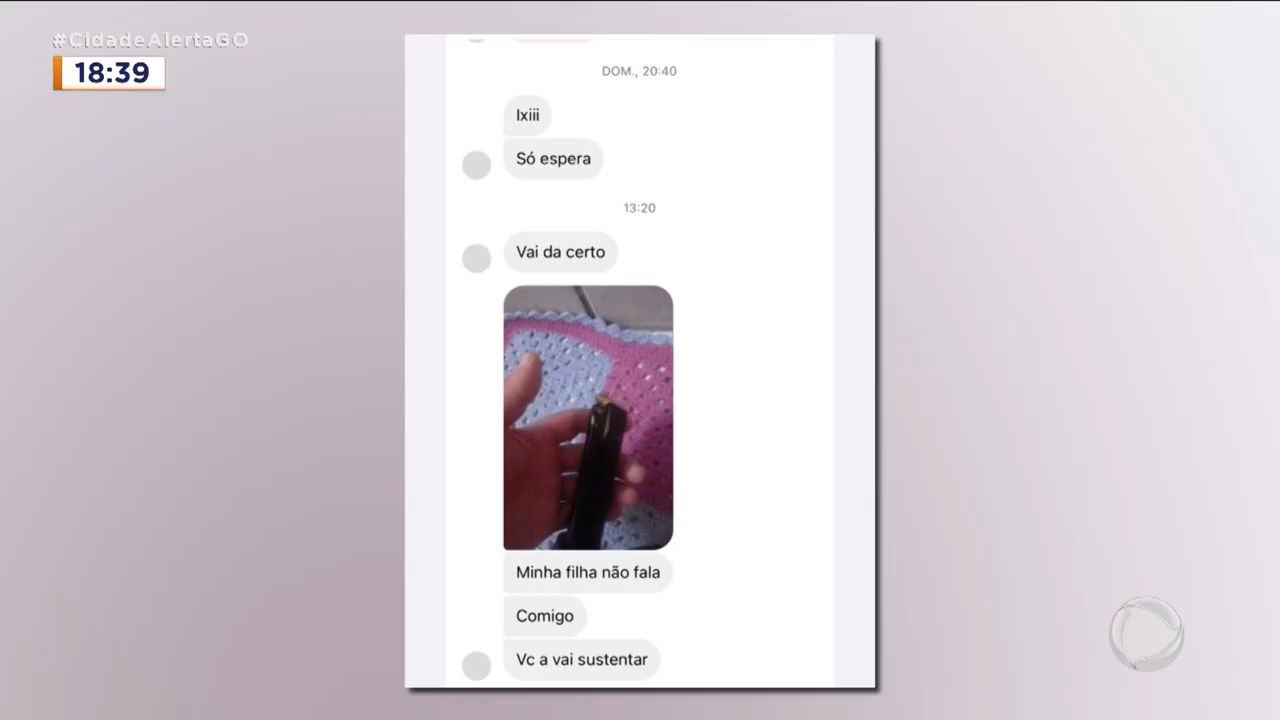 #CidadeAlertaGO
18:39
DOM., 20:40
Ixiii
Só espera
13:20
Vai da certo
Minha filha não fala
Comigo
Vc a vai sustentar